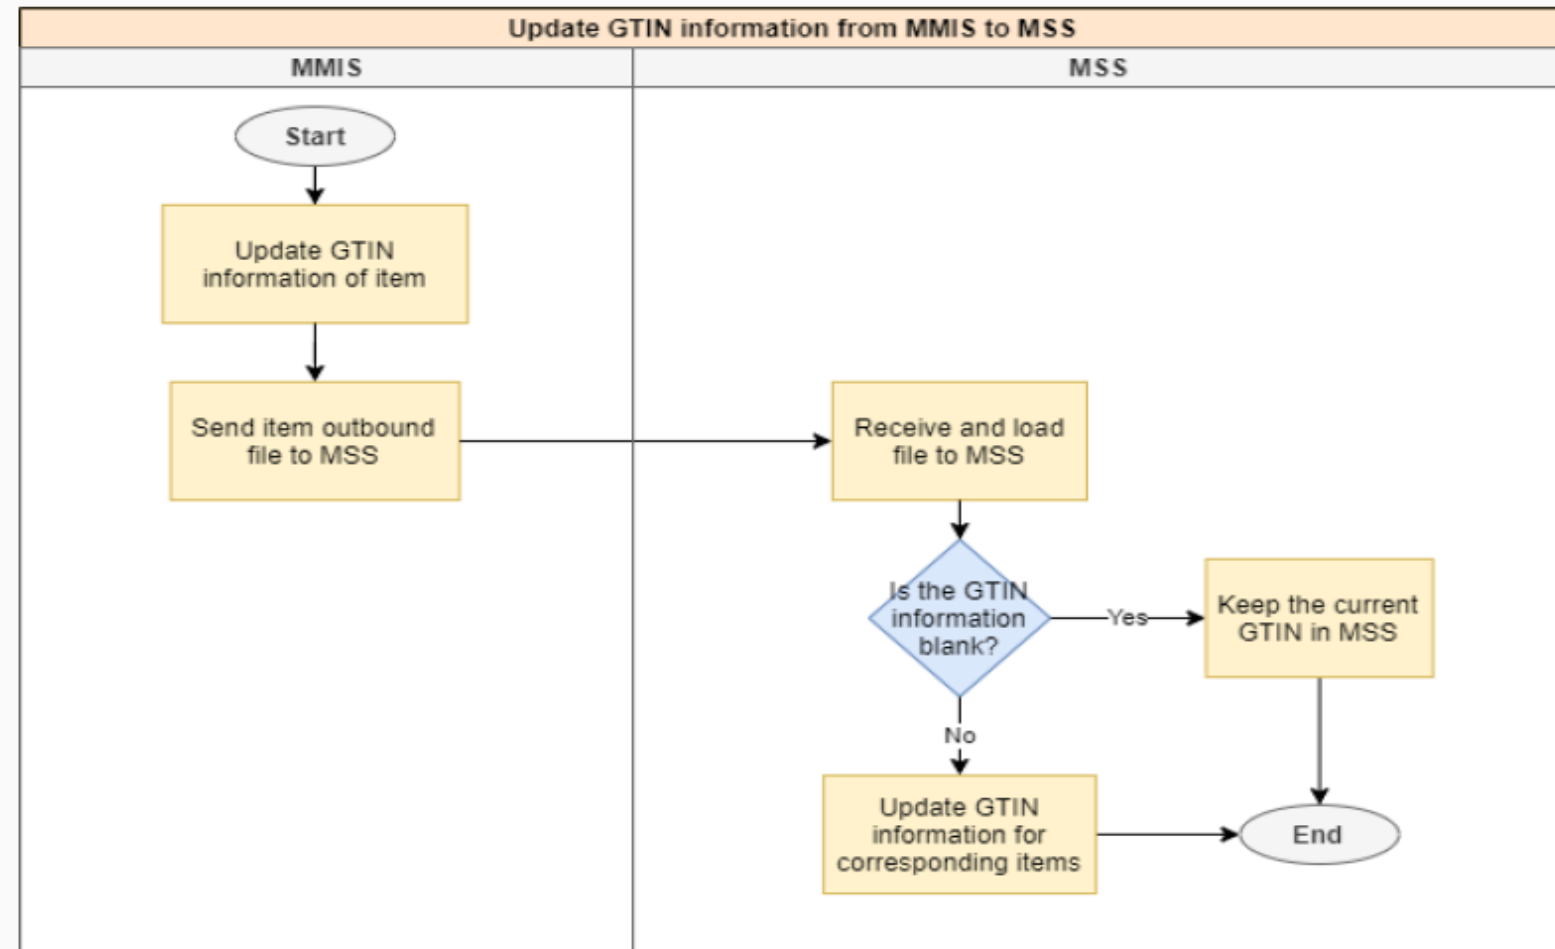 Update GTIN information from MMIS to MSS
MMIS
MSS
Start
Update GTIN
information of item
Send item outbound
file to MSS
Receive and load
file to MSS
Is the GTIN
information
blank?
Yes
Keep the current
GTIN in MSS
No
Update GTIN
information for
corresponding items
End